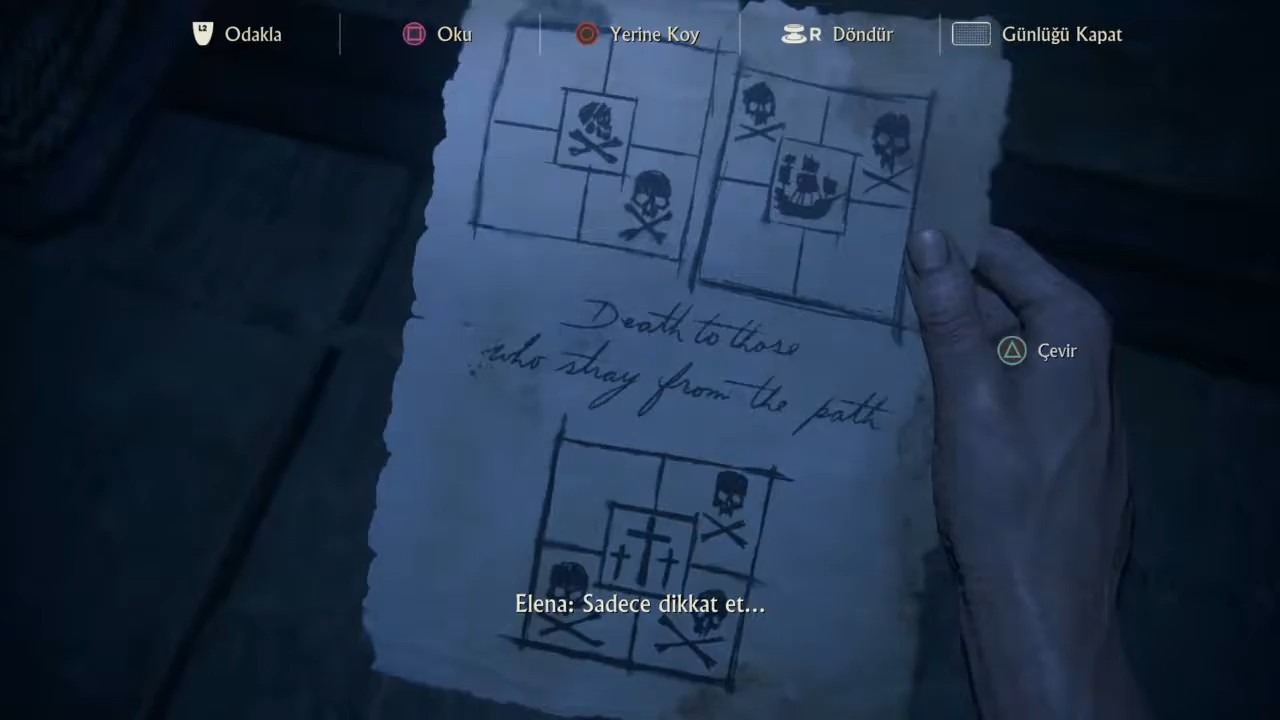 L2 Odakla
Oku
Yerine Koy
R Döndür
Günlüğü Kapat
Death to those
who stray from the path
Çevir
Elena: Sadece dikkat et...